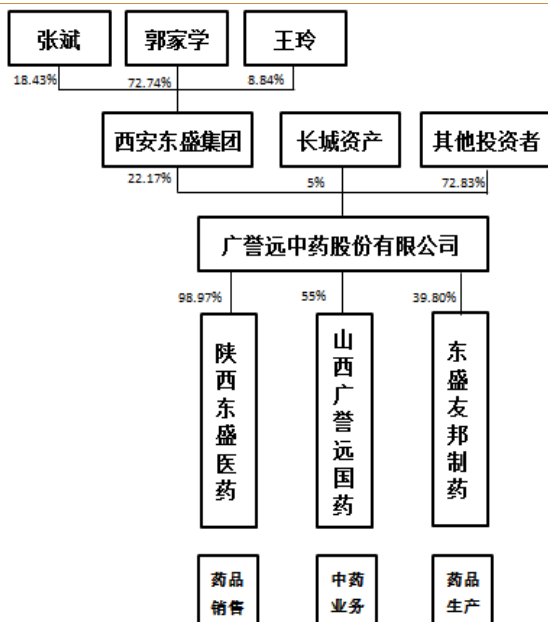 张斌
郭家学
王玲
18.43%
72.74%
8.84%
西安东盛集团
长城资产
其他投资者
22.17%
5%
72.83%
广誉远中药股份有限公司
98.97%
55%
39.80%
陕西东盛医药
山西广誉远国药
东盛友邦制药
药品
销售
中药
业务
药品
生产